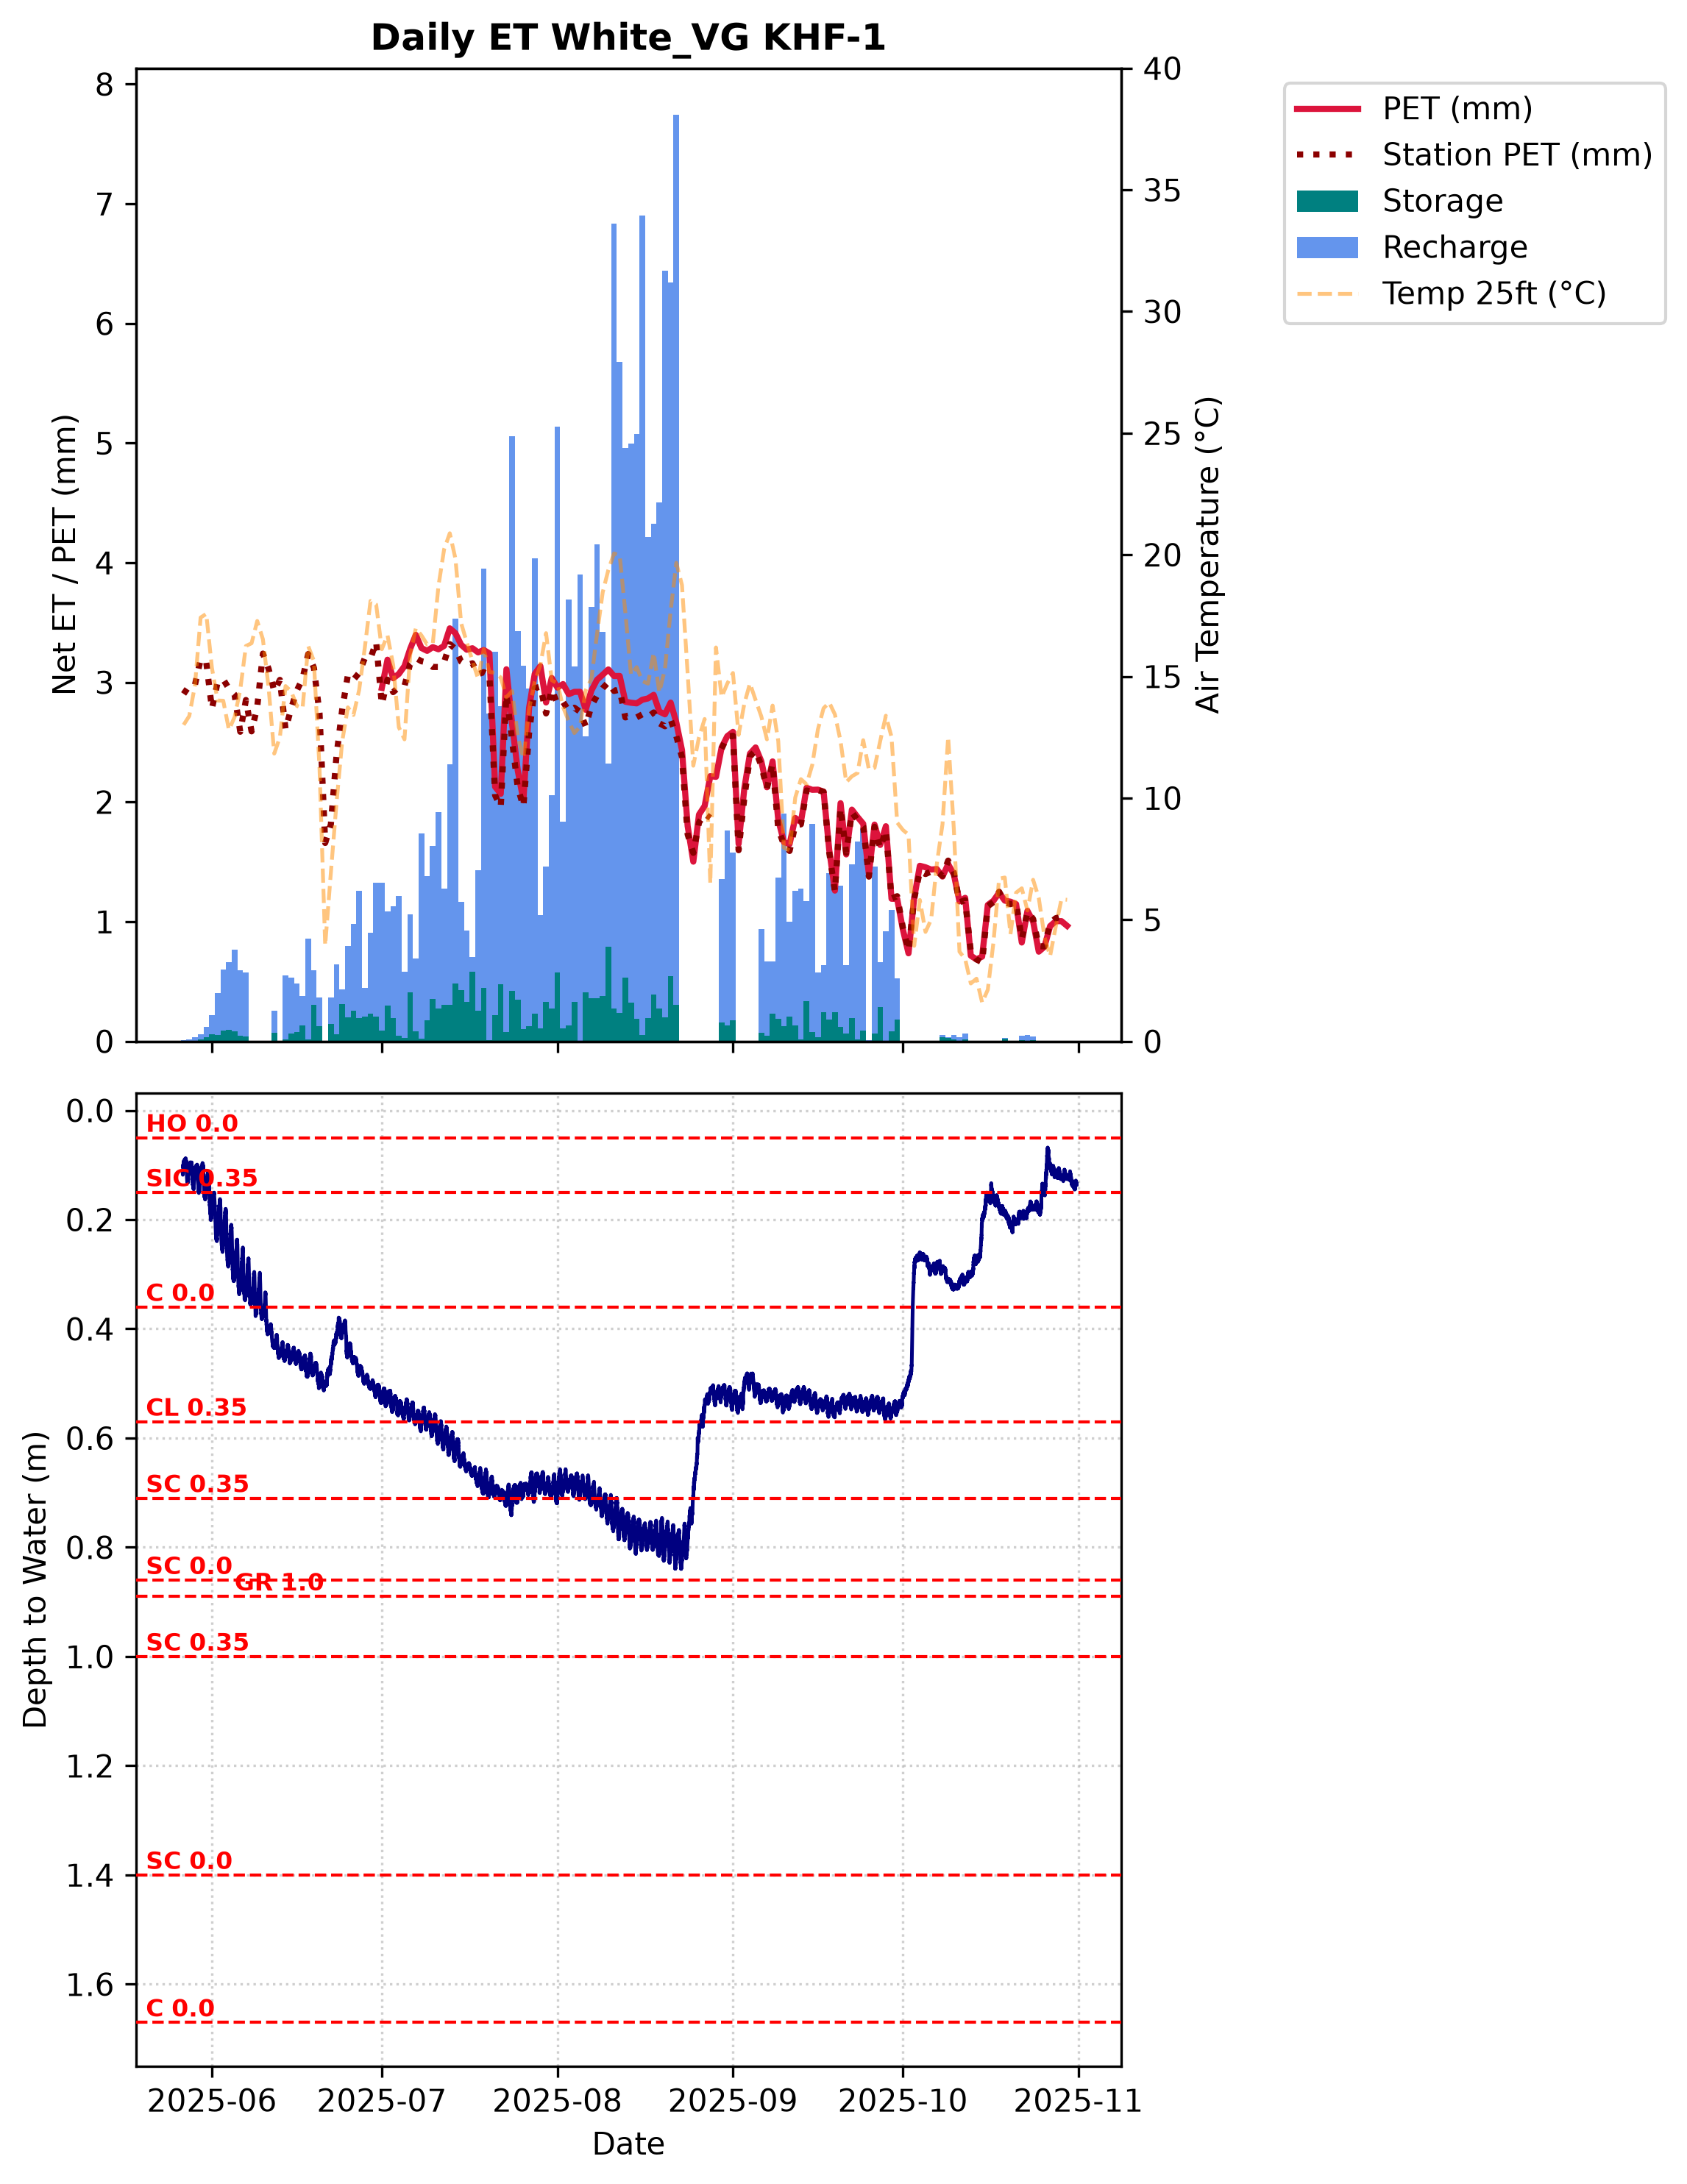 Daily ET White_VG KHF-1
Net ET / PET (mm)
8
7
6
5
4
3
2
1
0
40
35
30
25
20
15
10
5
0
Air Temperature (°C)
PET (mm)
Station PET (mm)
Storage
Recharge
Temp 25ft (°C)
Depth to Water (m)
0.0
0.2
0.4
0.6
0.8
1.0
1.2
1.4
1.6
HO 0.0
SIC 0.35
C 0.0
CL 0.35
SC 0.35
SC 0.0
GR 1.0
SC 0.35
SC 0.0
C 0.0
2025-06 2025-07 2025-08 2025-09 2025-10 2025-11
Date